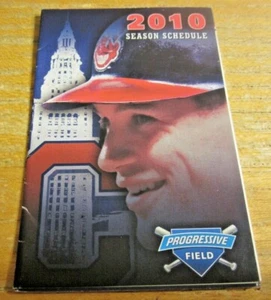 2010
SEASON SCHEDULE
C
PROGRESSIVE
FIELD